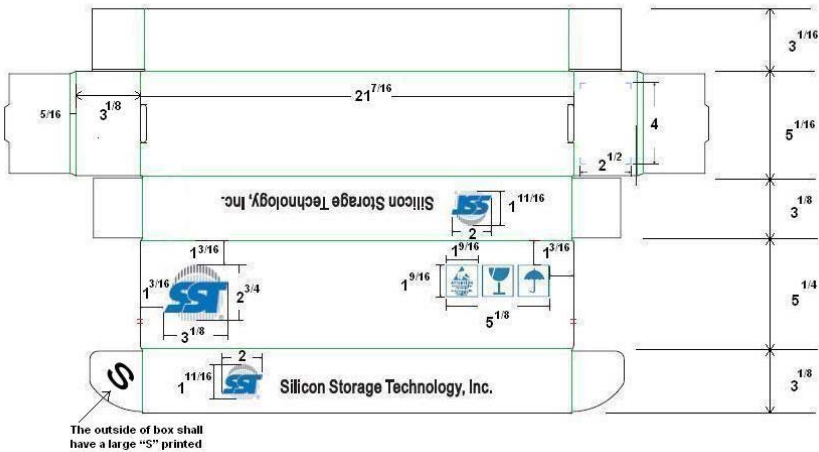 3 1/16
21 7/16
5/16
3 1/8
4
2 1/2
5 1/16
Silicon Storage Technology, Inc.
SST
1 11/16
2
3 1/8
1 3/16
1 9/16
1 3/16
1 3/16
SST
2 3/4
1 9/16
5 1/8
5 1/4
3 1/8
2
S
1 11/16
SST
Silicon Storage Technology, Inc.
3 1/8
The outside of box shall
have a large “S” printed